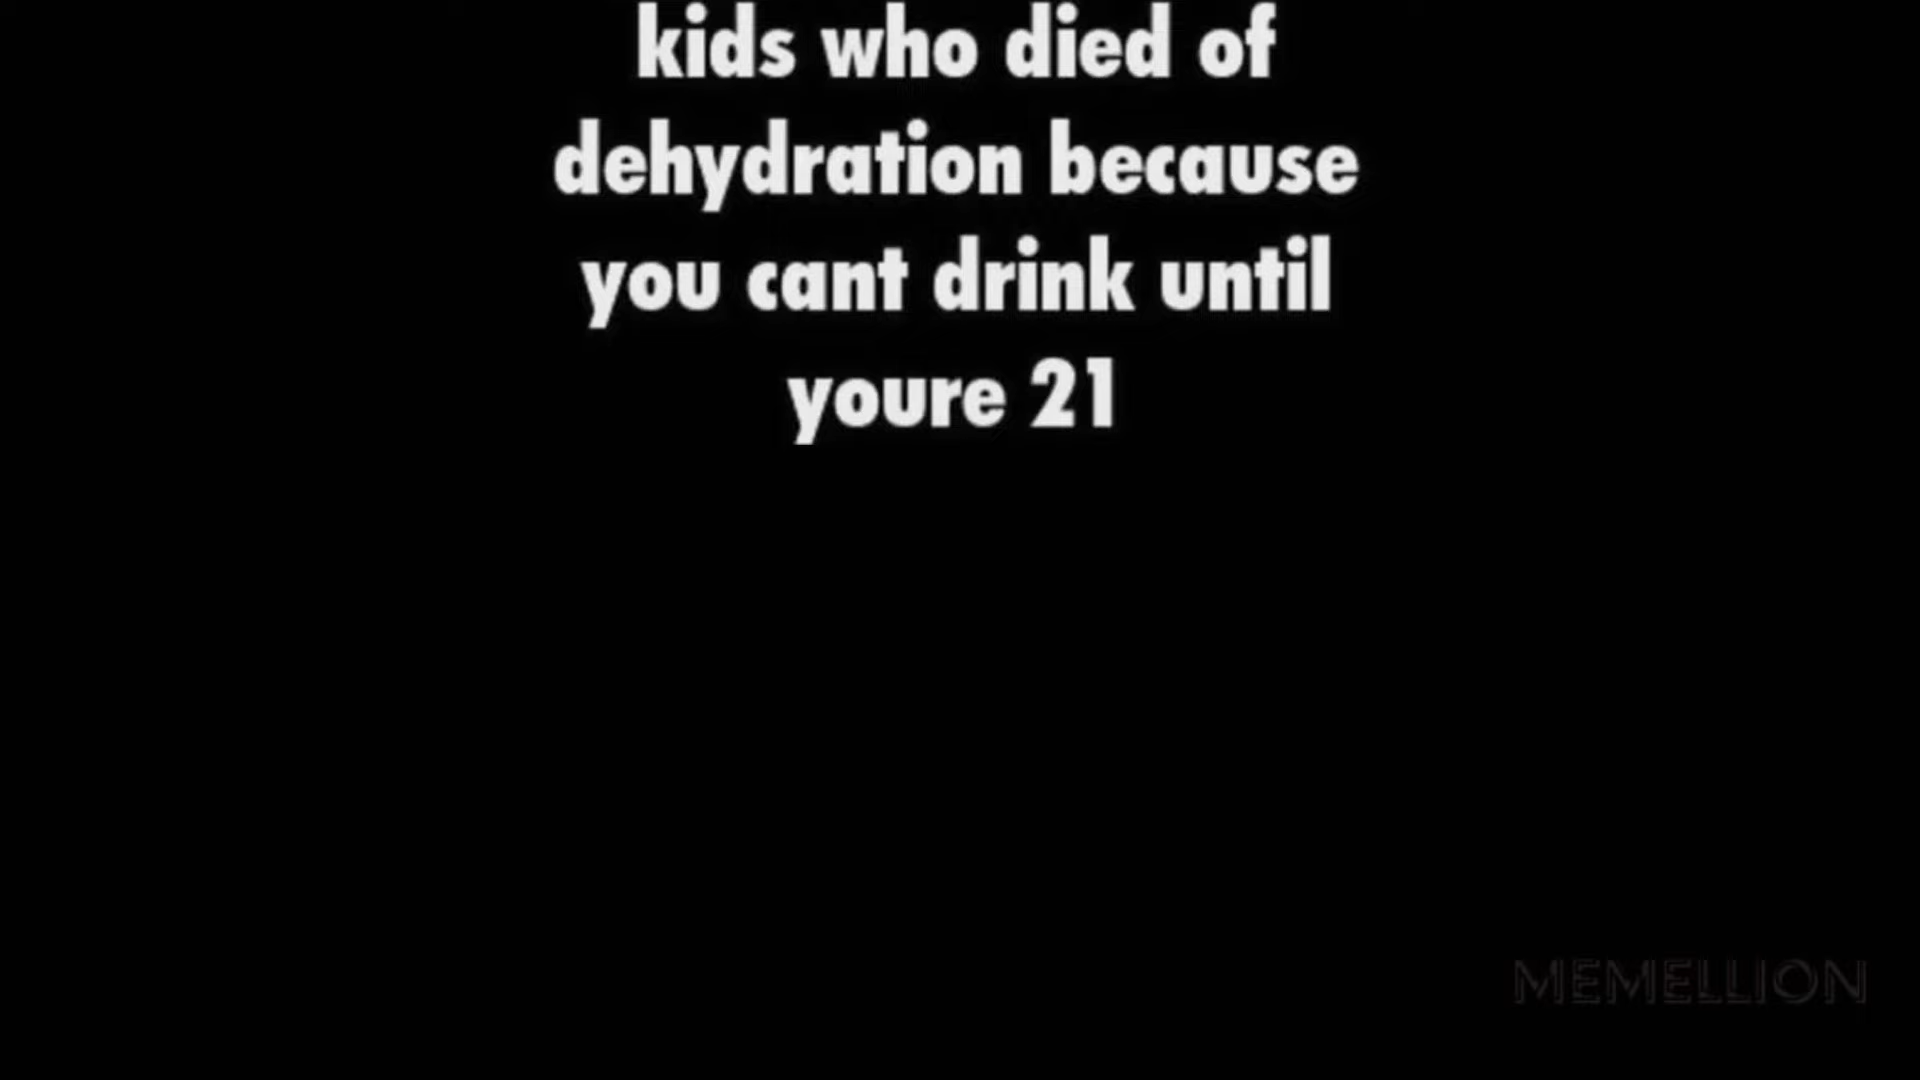 kids who died of
dehydration because
you cant drink until
youre 21
MEMELLION